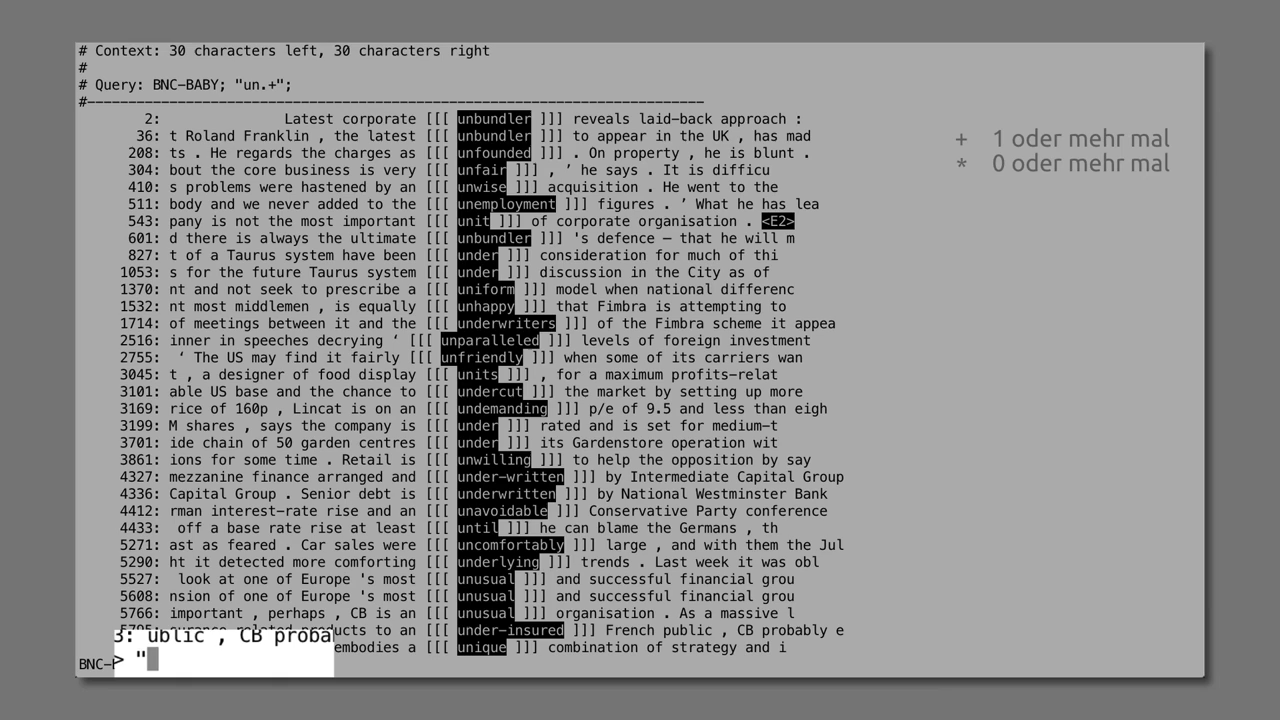 # Context: 30 characters left, 30 characters right
#
# Query: BNC-BABY; "un.+";
#---------------------------------------------------------------------------
2: Latest corporate [[[ unbundler ]]] reveals laid-back approach :
36: t Roland Franklin , the latest [[[ unbundler ]]] to appear in the UK , has mad
208: ts . He regards the charges as [[[ unfounded ]]] . On property , he is blunt .
304: bout the core business is very [[[ unfair ]]] , ’ he says . It is difficu
410: s problems were hastened by an [[[ unwise ]]] acquisition . He went to the
511: body and we never added to the [[[ unemployment ]]] figures . ’ What he has lea
543: pany is not the most important [[[ unit ]]] of corporate organisation . <E2>
601: d there is always the ultimate [[[ unbundler ]]] 's defence — that he will m
827: t of a Taurus system have been [[[ under ]]] consideration for much of thi
1053: s for the future Taurus system [[[ under ]]] discussion in the City as of
1370: nt and not seek to prescribe a [[[ uniform ]]] model when national differenc
1532: nt most middlemen , is equally [[[ unhappy ]]] that Fimbra is attempting to
1714: of meetings between it and the [[[ underwriters ]]] of the Fimbra scheme it appea
2516: inner in speeches decrying ‘ [[[ unparalleled ]]] levels of foreign investment
2755: ‘ The US may find it fairly [[[ unfriendly ]]] when some of its carriers wan
3045: t , a designer of food display [[[ units ]]] , for a maximum profits-relat
3101: able US base and the chance to [[[ undercut ]]] the market by setting up more
3169: rice of 160p , Lincat is on an [[[ undemanding ]]] p/e of 9.5 and less than eigh
3199: M shares , says the company is [[[ under ]]] rated and is set for medium-t
3701: ide chain of 50 garden centres [[[ under ]]] its Gardenstore operation wit
3861: ions for some time . Retail is [[[ unwilling ]]] to help the opposition by say
4327: mezzanine finance arranged and [[[ under-written ]]] by Intermediate Capital Group
4336: Capital Group . Senior debt is [[[ underwritten ]]] by National Westminster Bank
4412: rman interest-rate rise and an [[[ unavoidable ]]] Conservative Party conference
4433: off a base rate rise at least [[[ until ]]] he can blame the Germans , th
5271: ast as feared . Car sales were [[[ uncomfortably ]]] large , and with them the Jul
5290: ht it detected more comforting [[[ underlying ]]] trends . Last week it was obl
5527: look at one of Europe 's most [[[ unusual ]]] and successful financial grou
5608: nsion of one of Europe 's most [[[ unusual ]]] and successful financial grou
5766: important , perhaps , CB is an [[[ unusual ]]] organisation . As a massive l
products to an [[[ under-insured ]]] French public , CB probably e
3: ublic , CB proba
embodies a [[[ unique ]]] combination of strategy and i
BNC-
> "
+ 1 oder mehr mal
* 0 oder mehr mal